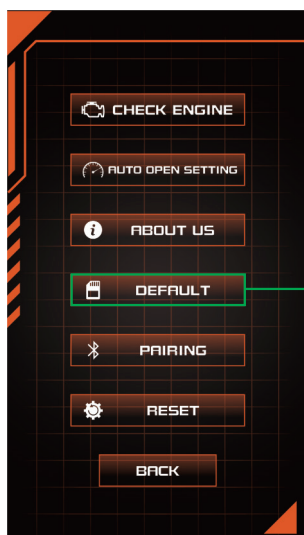 CHECK ENGINE
AUTO OPEN SETTING
ABOUT US
DEFAULT
PAIRING
RESET
BACK